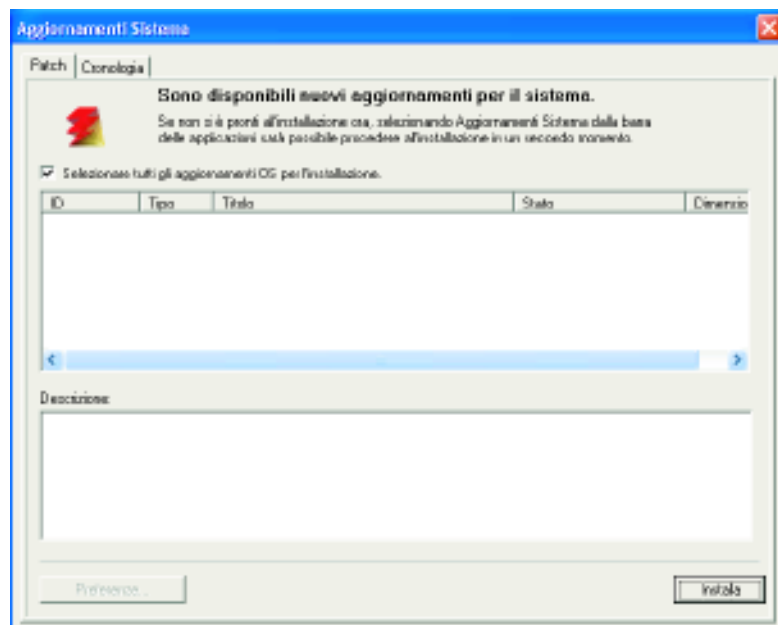 Aggiornamenti Sistema
Patch Cronologia
Sono disponibili nuovi aggiornamenti per il sistema.
Se non si è pronti all'installazione ora, selezionando Aggiornamenti Sistema dalla barra
delle applicazioni sarà possibile procedere all'installazione in un secondo momento.
Selezionare tutti gli aggiornamenti OS per l'installazione.
ID Tipo Titolo Stato Dimensio
Descrizione:
Preferenze... Installa